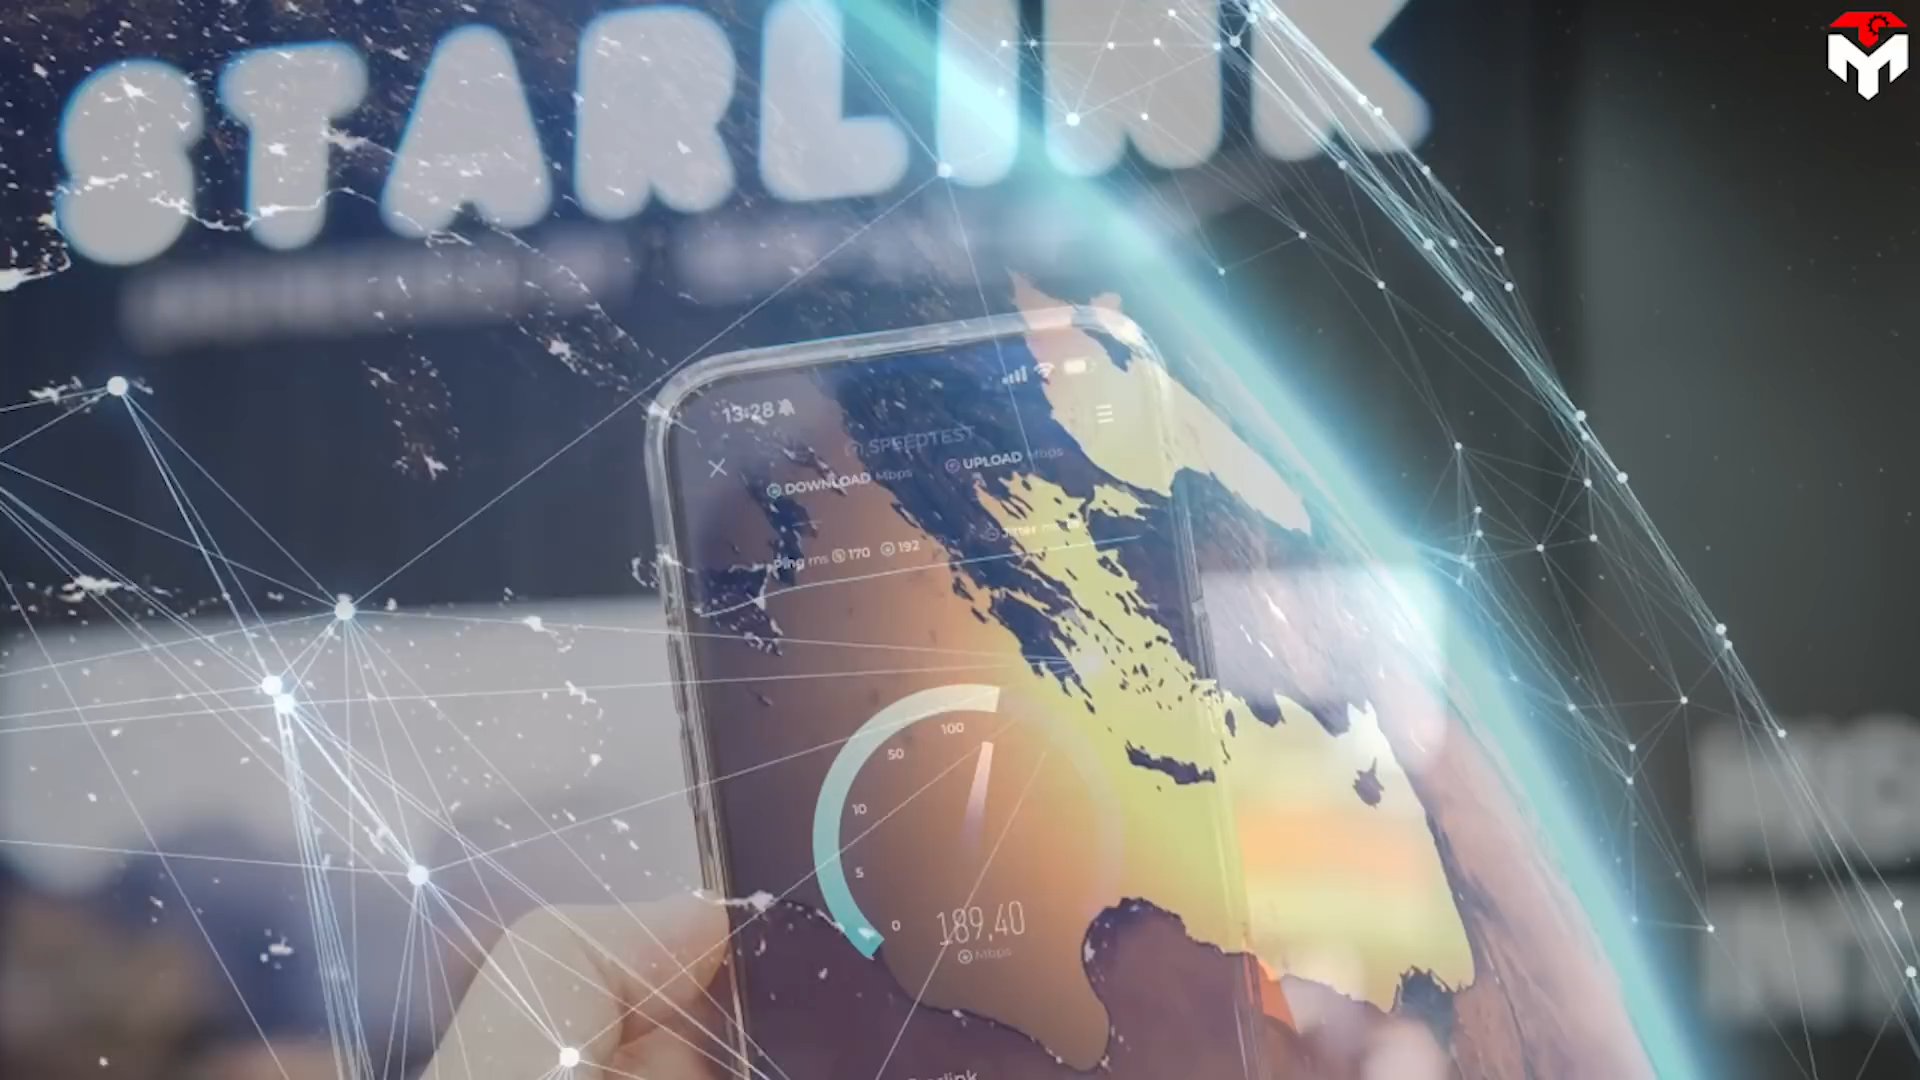 STARLINK
13:28
SPEEDTEST
DOWNLOAD Mbps
UPLOAD Mbps
Ping ms 170 192
Jitter
100
50
10
5
0
189,40
Mbps